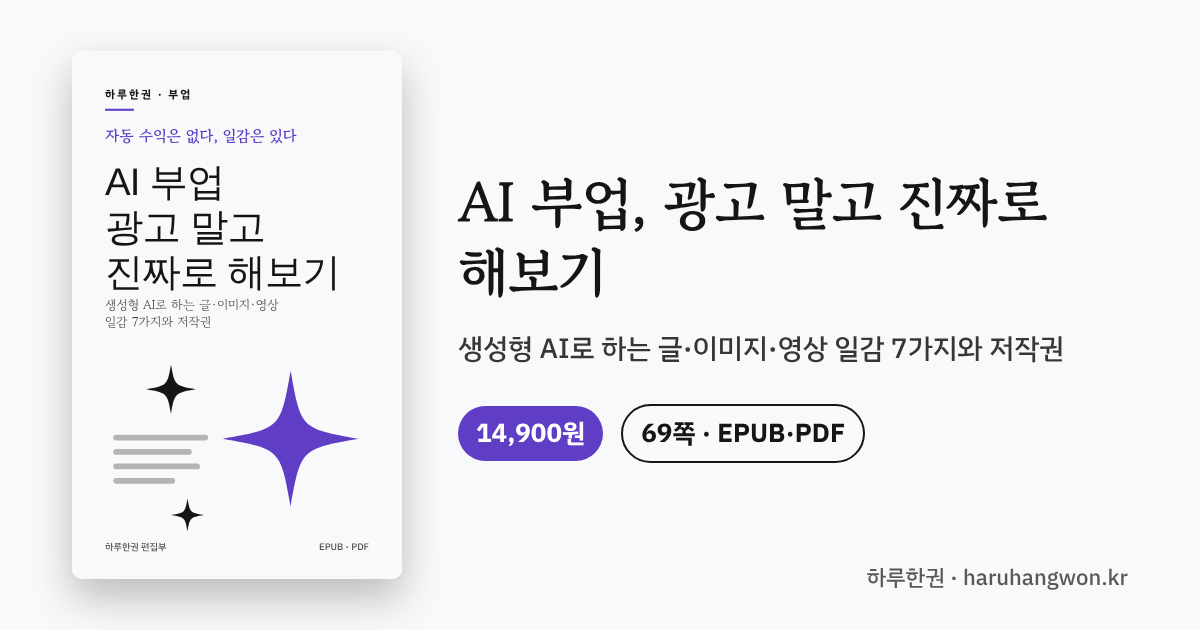 하루한권 · 부업
자동 수익은 없다, 일감은 있다
AI 부업
광고 말고
진짜로 해보기
생성형 AI로 하는 글·이미지·영상
일감 7가지와 저작권
하루한권 편집부
EPUB · PDF
AI 부업, 광고 말고 진짜로
해보기
생성형 AI로 하는 글·이미지·영상 일감 7가지와 저작권
14,900원
69쪽 · EPUB·PDF
하루한권 · haruhangwon.kr